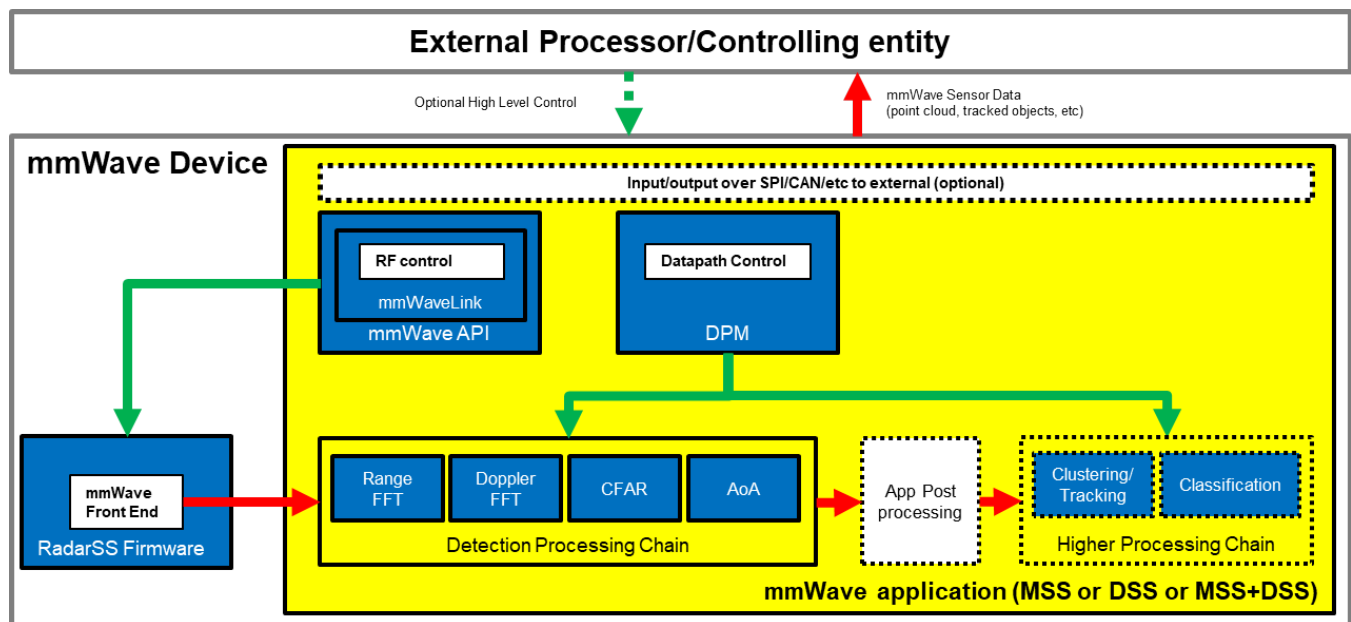 External Processor/Controlling entity
Optional High Level Control
mmWave Sensor Data
(point cloud, tracked objects, etc)
mmWave Device
Input/output over SPI/CAN/etc to external (optional)
RF control
mmWaveLink
mmWave API
Datapath Control
DPM
mmWave
Front End
RadarSS Firmware
Range
FFT
Doppler
FFT
CFAR
AoA
Detection Processing Chain
App Post
processing
Clustering/
Tracking
Classification
Higher Processing Chain
mmWave application (MSS or DSS or MSS+DSS)